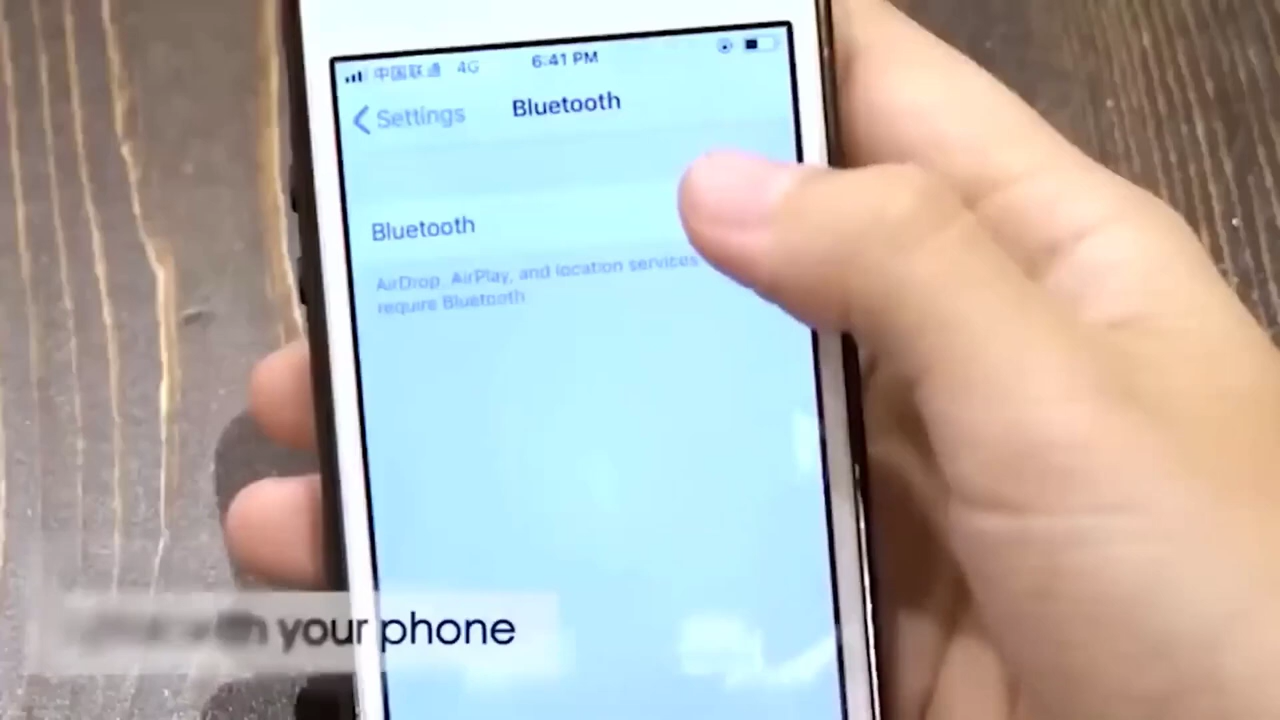 中国联通 4G 6:41 PM
Settings Bluetooth
Bluetooth
AirDrop, AirPlay, and location services
require Bluetooth
your phone